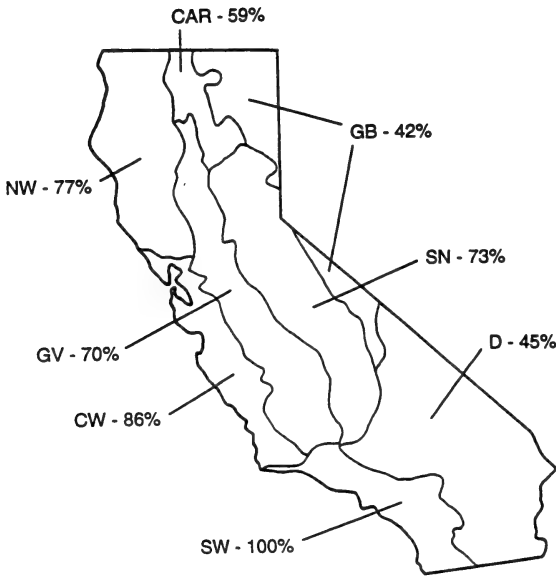 CAR - 59%
GB - 42%
NW - 77%
SN - 73%
GV - 70%
D - 45%
CW - 86%
SW - 100%